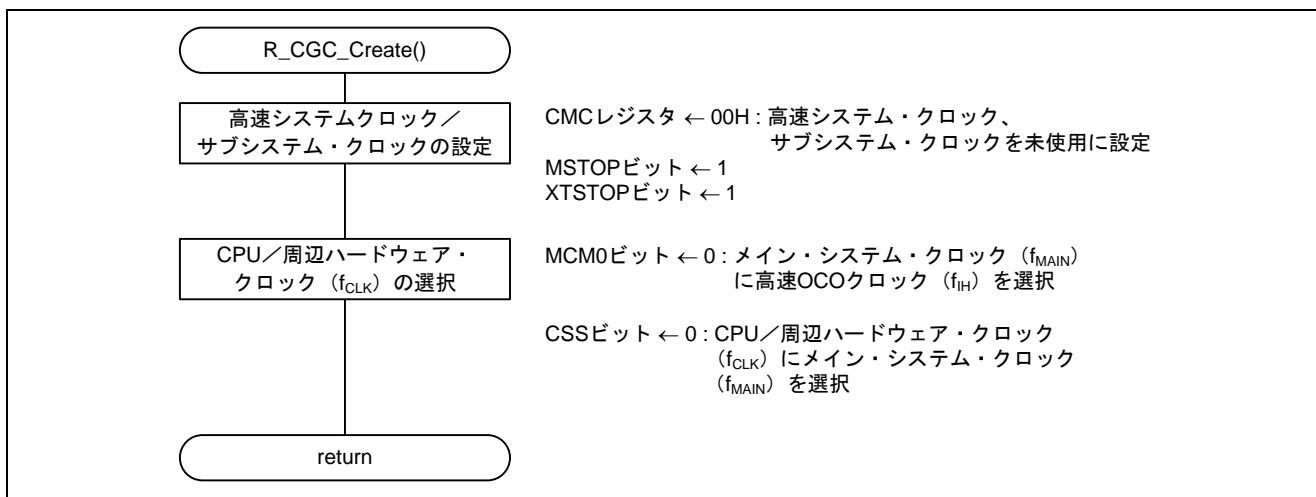 R_CGC_Create()
高速システムクロック／
サブシステム・クロックの設定
CMCレジスタ ← 00H : 高速システム・クロック、
サブシステム・クロックを未使用に設定
MSTOPビット ← 1
XTSTOPビット ← 1
CPU／周辺ハードウェア・
クロック（fCLK）の選択
MCM0ビット ← 0 : メイン・システム・クロック（fMAIN）
に高速OCOクロック（fIH）を選択
CSSビット ← 0 : CPU／周辺ハードウェア・クロック
（fCLK）にメイン・システム・クロック
（fMAIN）を選択
return